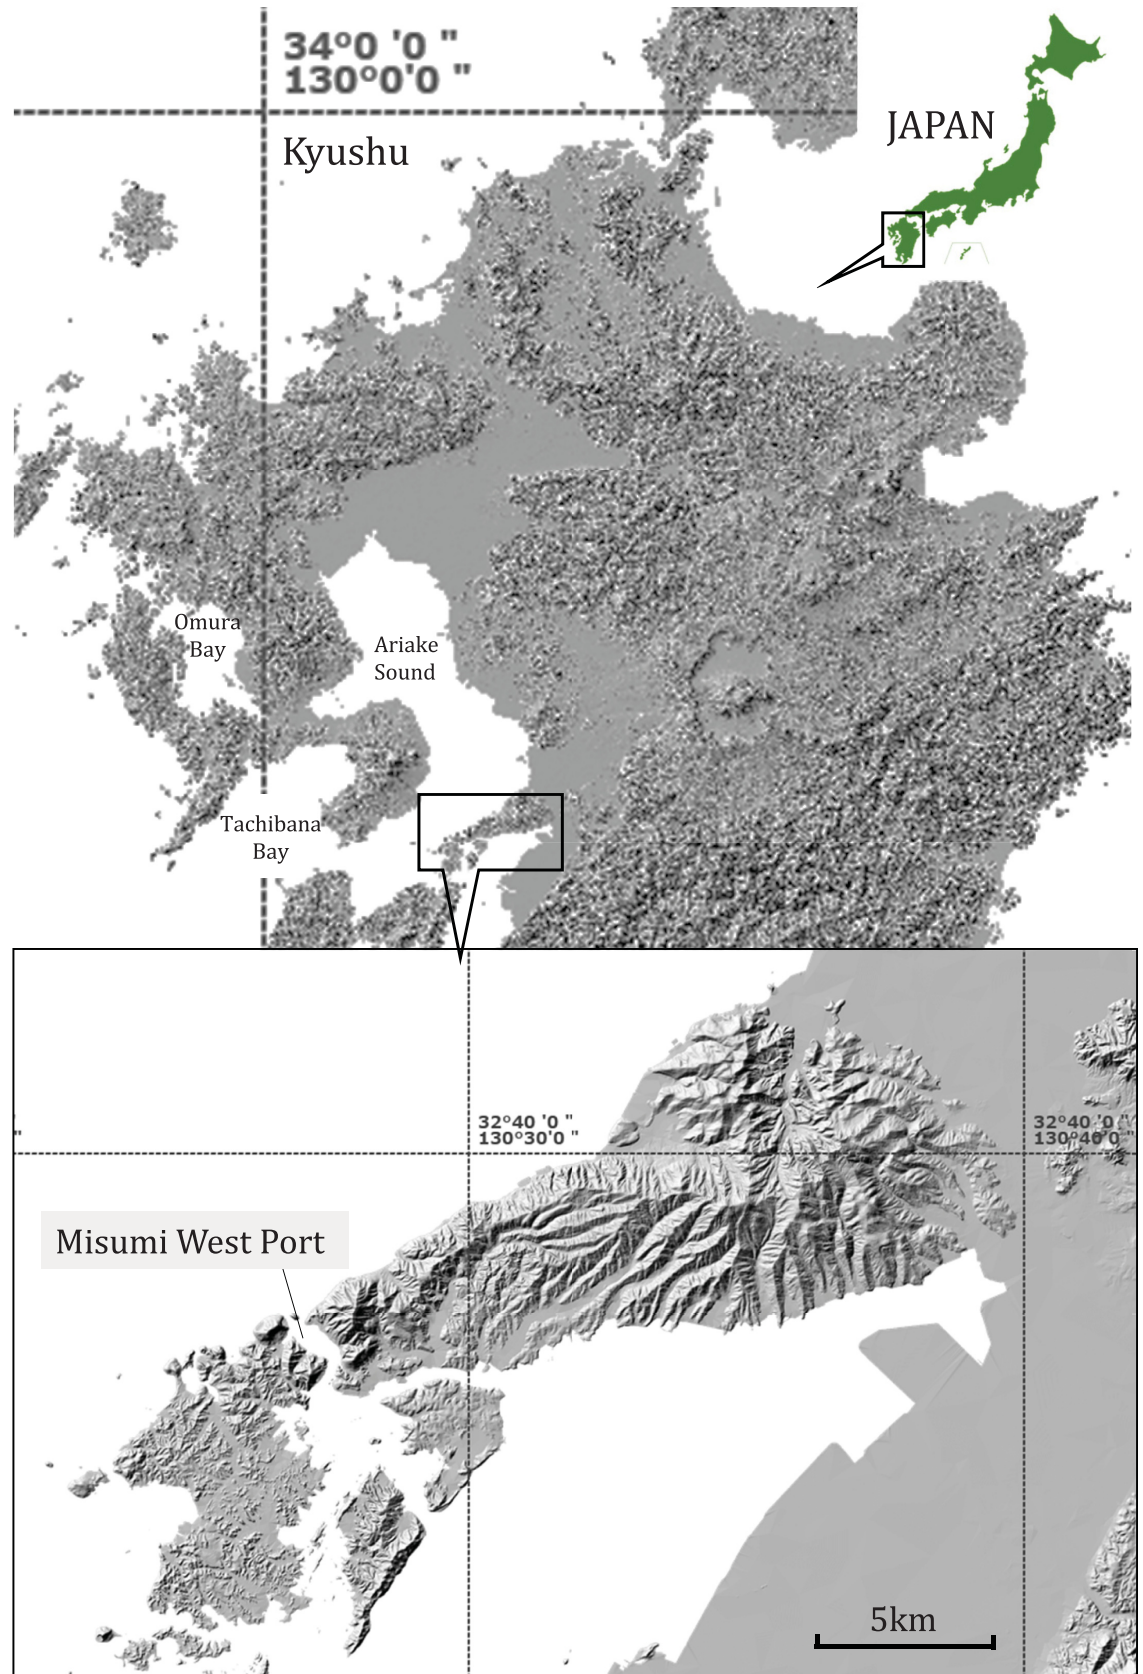 34°0 '0 "
130°0'0 "
Kyushu
JAPAN
Omura
Bay
Ariake
Sound
Tachibana
Bay
32°40 '0 "
130°30'0 "
32°40 '0 "
130°40'0 "
"
Misumi West Port
5km